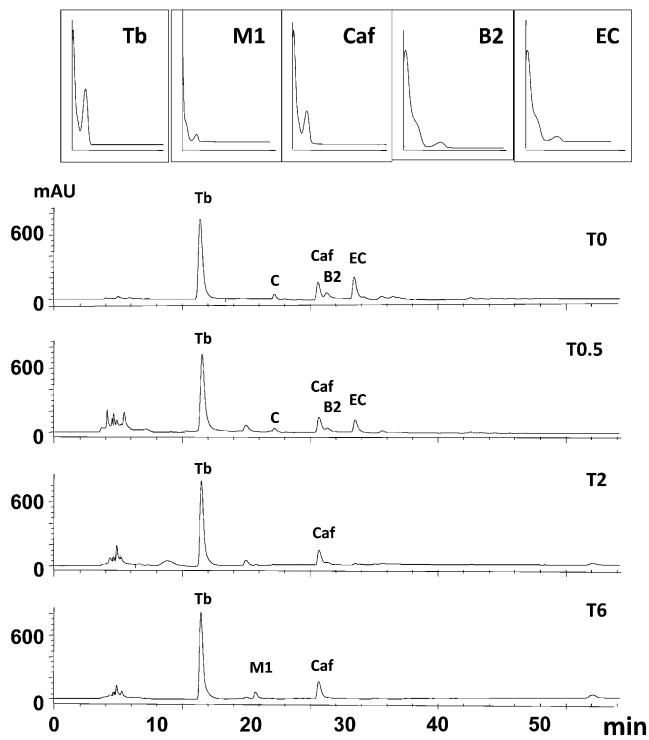 Tb M1 Caf B2 EC
mAU
Tb
600 T0
Caf EC
C B2
0
Tb
T0.5
600
Caf
EC
C B2
0
Tb
T2
600
Caf
0
Tb
T6
600
M1 Caf
0
0 10 20 30 40 50 min